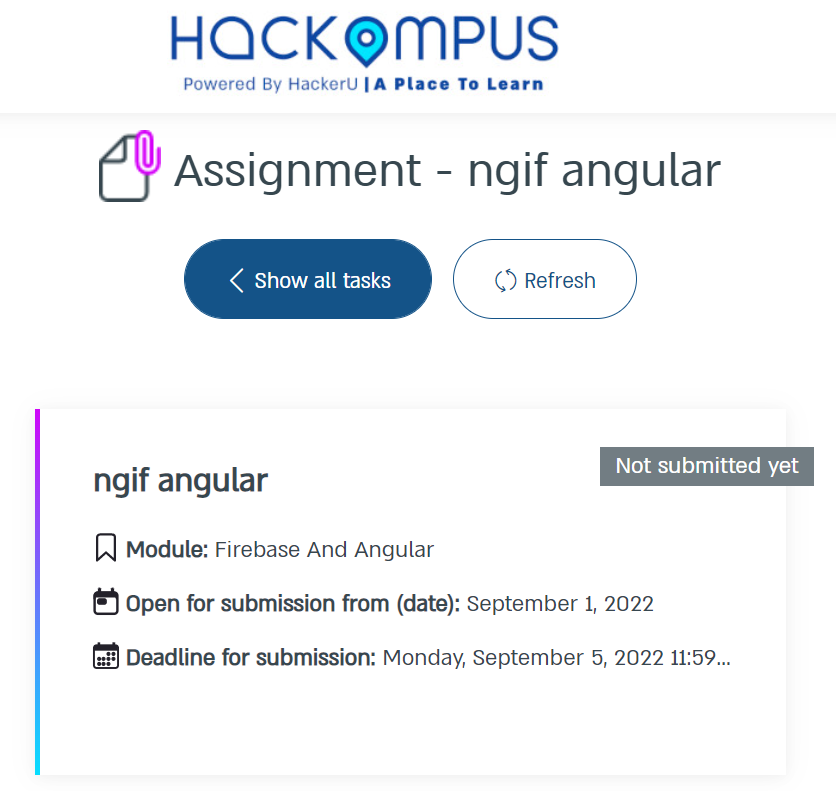 HACKOMPUS
Powered By HackerU | A Place To Learn
Assignment - ngif angular
Show all tasks
Refresh
Not submitted yet
ngif angular
Module: Firebase And Angular
Open for submission from (date): September 1, 2022
Deadline for submission: Monday, September 5, 2022 11:59...